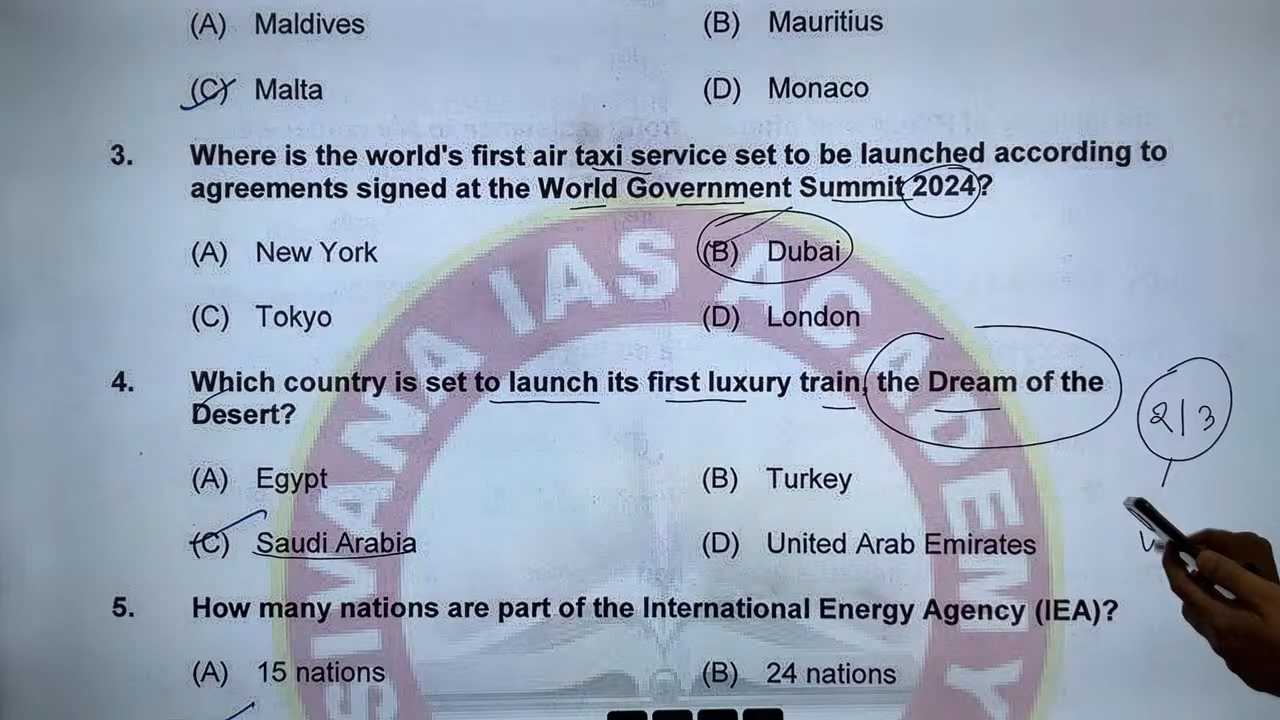 (A) Maldives (B) Mauritius
(C) Malta (D) Monaco
3. Where is the world's first air taxi service set to be launched according to
agreements signed at the World Government Summit 2024?
(A) New York (B) Dubai
(C) Tokyo (D) London
4. Which country is set to launch its first luxury train, the Dream of the
Desert?
2|3
(A) Egypt (B) Turkey
(C) Saudi Arabia (D) United Arab Emirates
5. How many nations are part of the International Energy Agency (IEA)?
(A) 15 nations (B) 24 nations
SIVANA IAS ACADEMY